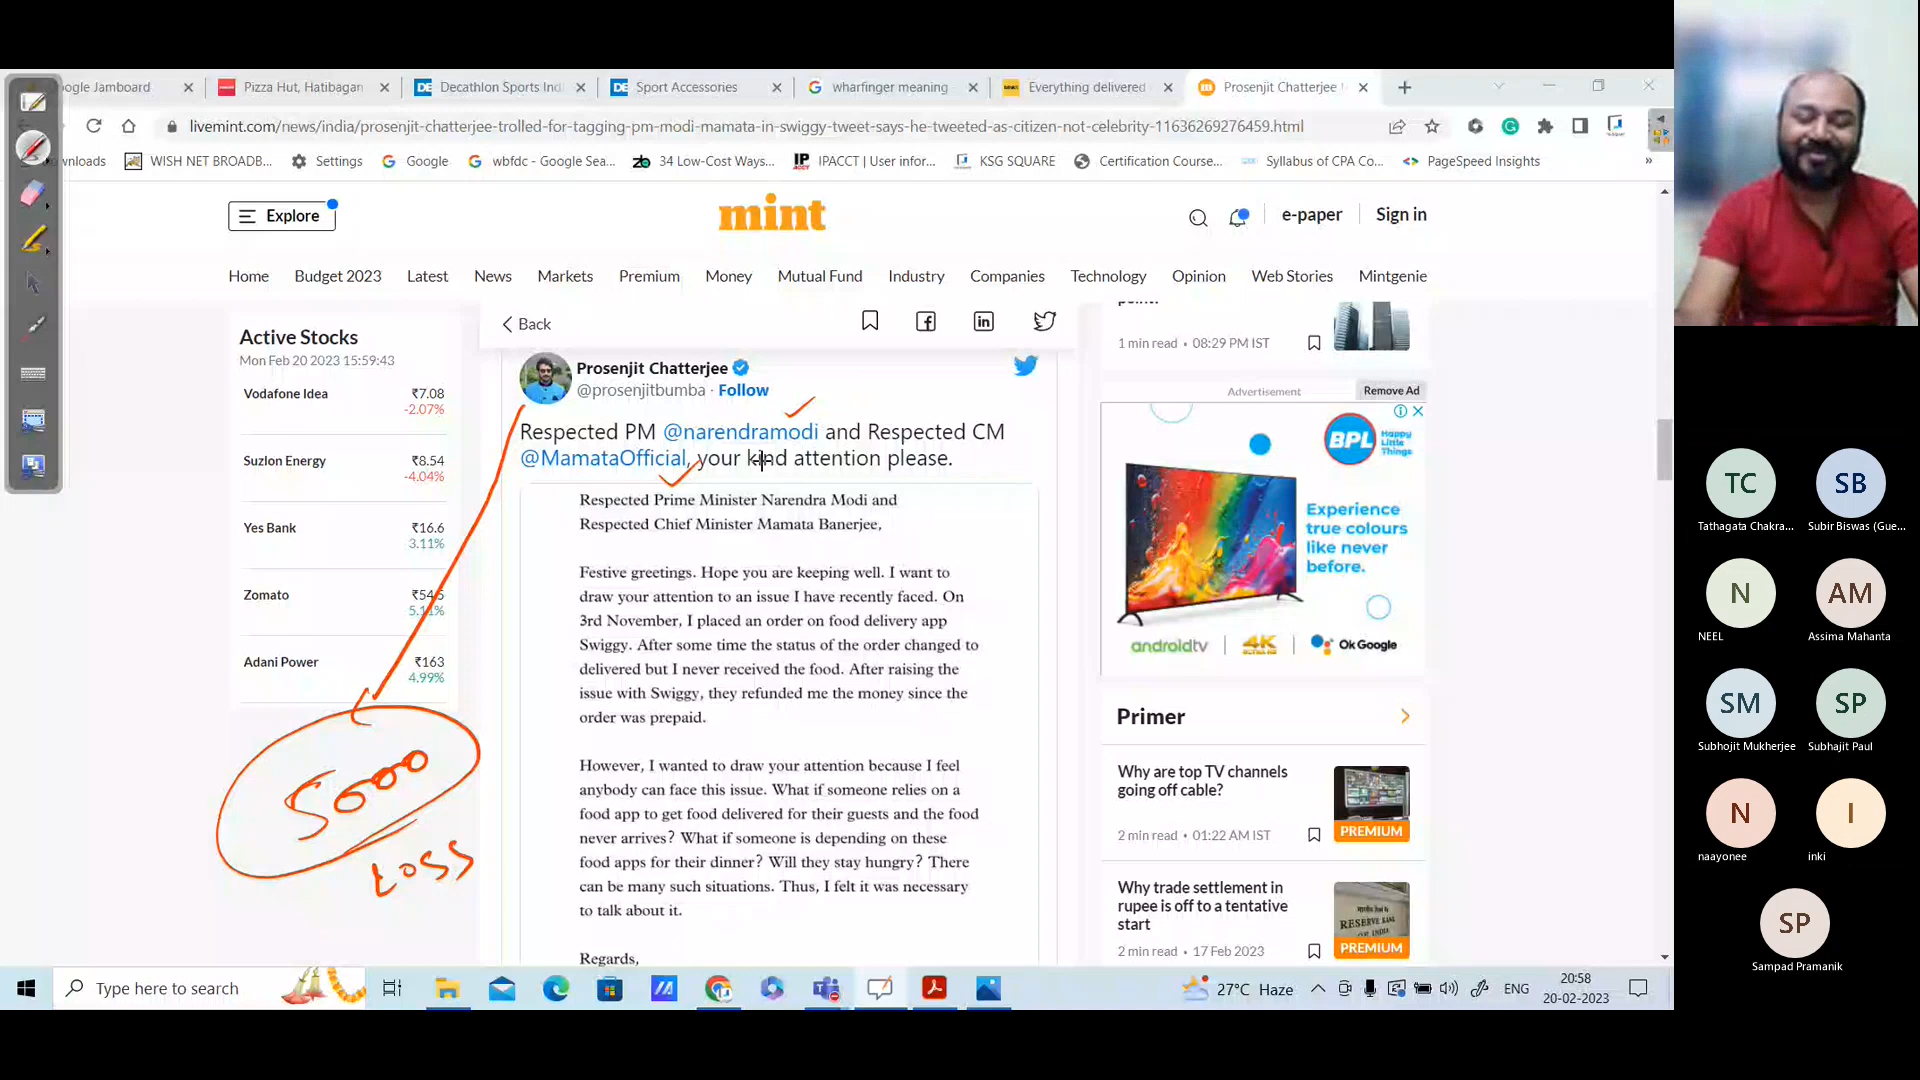 ogle Jamboard
Pizza Hut, Hatibagan
Decathlon Sports Ind
Sport Accessories
wharfinger meaning
Everything delivered
Prosenjit Chatterjee
livemint.com/news/india/prosenjit-chatterjee-trolled-for-tagging-pm-modi-mamata-in-swiggy-tweet-says-he-tweeted-as-citizen-not-celebrity-11636269276459.html
wnloads
WISH NET BROADB...
Settings
Google
wbfdc - Google Sea...
34 Low-Cost Ways...
IPACCT | User infor...
KSG SQUARE
Certification Course...
Syllabus of CPA Co...
PageSpeed Insights
»
Explore
mint
e-paper
Sign in
Home
Budget 2023
Latest
News
Markets
Premium
Money
Mutual Fund
Industry
Companies
Technology
Opinion
Web Stories
Mintgenie
Active Stocks
Mon Feb 20 2023 15:59:43
Vodafone Idea
₹7.08
-2.07%
Suzlon Energy
₹8.54
-4.04%
Yes Bank
₹16.6
3.11%
Zomato
₹54.5
5.11%
Adani Power
₹163
4.99%
5000
LOSS
Back
Prosenjit Chatterjee
@prosenjitbumba · Follow
Respected PM @narendramodi and Respected CM
@MamataOfficial, your kind attention please.
Respected Prime Minister Narendra Modi and
Respected Chief Minister Mamata Banerjee,
Festive greetings. Hope you are keeping well. I want to
draw your attention to an issue I have recently faced. On
3rd November, I placed an order on food delivery app
Swiggy. After some time the status of the order changed to
delivered but I never received the food. After raising the
issue with Swiggy, they refunded me the money since the
order was prepaid.
However, I wanted to draw your attention because I feel
anybody can face this issue. What if someone relies on a
food app to get food delivered for their guests and the food
never arrives? What if someone is depending on these
food apps for their dinner? Will they stay hungry? There
can be many such situations. Thus, I felt it was necessary
to talk about it.
Regards,
1 min read • 08:29 PM IST
Advertisement
Remove Ad
BPL
Happy
Little
Things
Experience
true colours
like never
before.
androidtv
4K
Ok Google
Primer
Why are top TV channels
going off cable?
2 min read • 01:22 AM IST
PREMIUM
Why trade settlement in
rupee is off to a tentative
start
2 min read • 17 Feb 2023
RESERVE BANK
OF INDIA
PREMIUM
Type here to search
27°C Haze
ENG
20:58
20-02-2023
TC
Tathagata Chakra...
SB
Subir Biswas (Gue...
N
NEEL
AM
Assima Mahanta
SM
Subhojit Mukherjee
SP
Subhajit Paul
N
naayonee
I
inki
SP
Sampad Pramanik